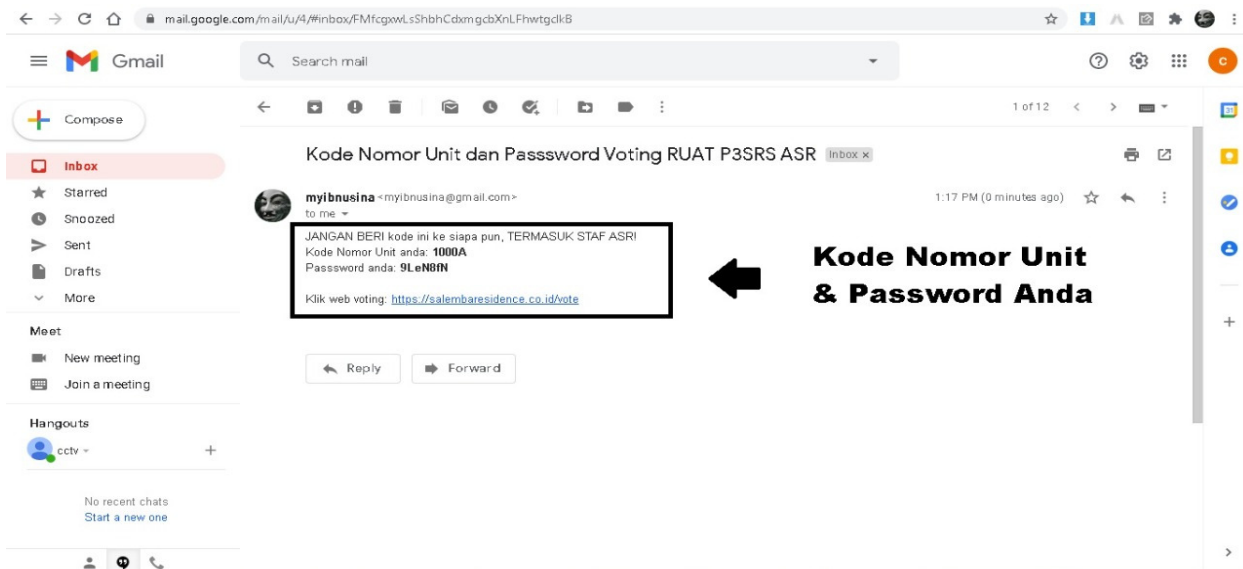 mail.google.com/mail/u/4/#inbox/FMfcgxwLsShbhCdxmgcbXnLFhwtgclkB
Gmail
Search mail
C
Compose
1 of 12
31
Inbox
Starred
Snoozed
Sent
Drafts
More
Kode Nomor Unit dan Passsword Voting RUAT P3SRS ASR Inbox x
myibnusina <myibnusina@gmail.com>
1:17 PM (0 minutes ago)
to me
JANGAN BERI kode ini ke siapa pun, TERMASUK STAF ASR!
Kode Nomor Unit anda: 1000A
Passsword anda: 9LeN8fN
Klik web voting: https://salembaresidence.co.id/vote
Kode Nomor Unit
& Password Anda
Reply
Forward
Meet
New meeting
Join a meeting
Hangouts
cctv
No recent chats
Start a new one